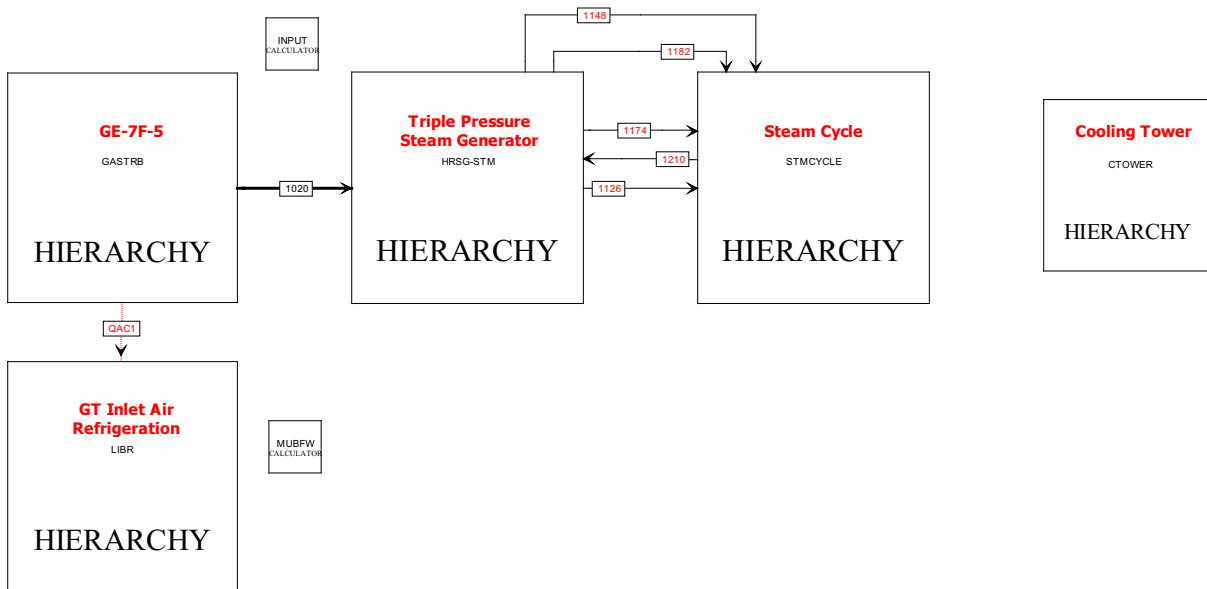 1148
INPUT
CALCULATOR
1182
GE-7F-5
GASTRB
HIERARCHY
1020
Triple Pressure
Steam Generator
HRSG-STM
HIERARCHY
1174
1210
1126
Steam Cycle
STMCYCLE
HIERARCHY
Cooling Tower
CTOWER
HIERARCHY
QAC1
GT Inlet Air
Refrigeration
LIBR
HIERARCHY
MUBFW
CALCULATOR